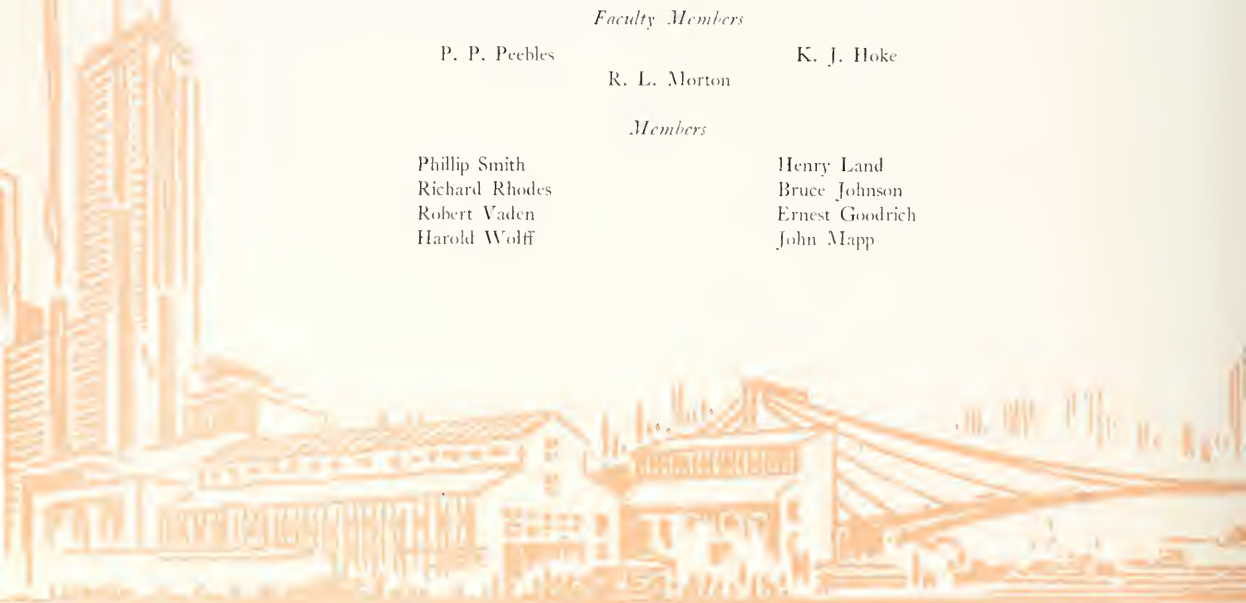 Faculty Members
P. P. Peebles K. J. Hoke
R. L. Morton
Members
Phillip Smith Henry Land
Richard Rhodes Bruce Johnson
Robert Vaden Ernest Goodrich
Harold Wolff John Mapp